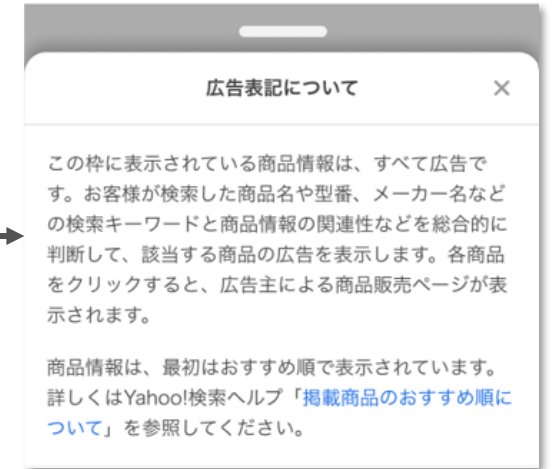 広告表記について
この枠に表示されている商品情報は、すべて広告で
す。お客様が検索した商品名や型番、メーカー名など
の検索キーワードと商品情報の関連性などを総合的に
判断して、該当する商品の広告を表示します。各商品
をクリックすると、広告主による商品販売ページが表
示されます。
商品情報は、最初はおすすめ順で表示されています。
詳しくはYahoo!検索ヘルプ「掲載商品のおすすめ順に
ついて」を参照してください。